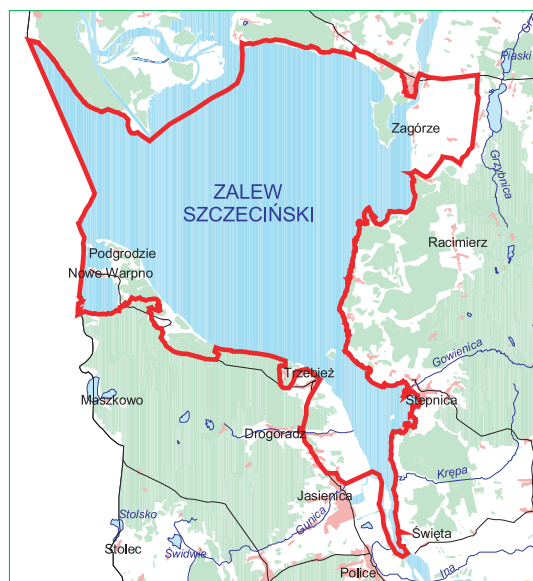 Grz
Piaski
Zagórze
Grzybnica
ZALEW
SZCZECIŃSKI
Racimierz
Podgrodzie
Nowe Warpno
Gowienica
Trzebież
Maszkowo
Stepnica
Drogoradz
Krępa
Jasienica
Stolsko
Gunica
Święta
Stolec
Świdwie
Ina
Police